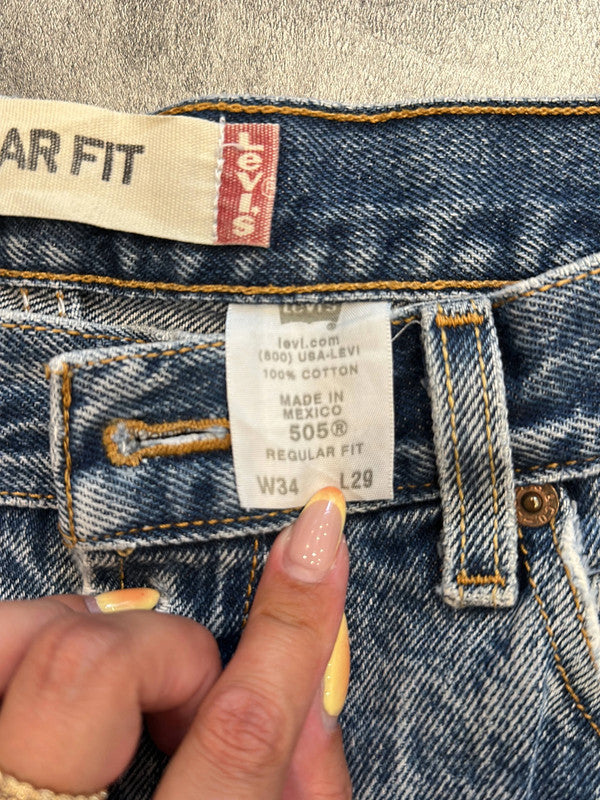 AR FIT
Levi's®
Levi's
levi.com
(800) USA-LEVI
100% COTTON
MADE IN
MEXICO
505®
REGULAR FIT
W34 L29